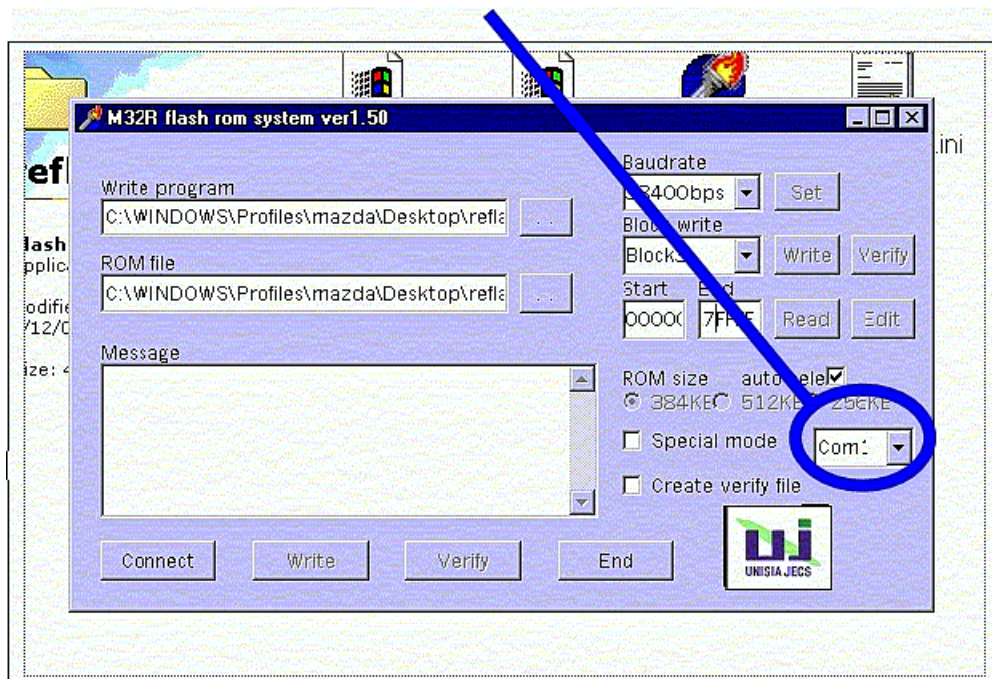 M32R flash rom system ver1.50
.ini
Baudrate
Set
Write program
C:\WINDOWS\Profiles\mazda\Desktop\refla
. .
Block write
Write
Verify
ROM file
C:\WINDOWS\Profiles\mazda\Desktop\refla
. .
Start
Read
Edit
Message
ROM size
384KB
512KB
256KB
Special mode
Create verify file
Connect
Write
Verify
End
UNISIA JECS